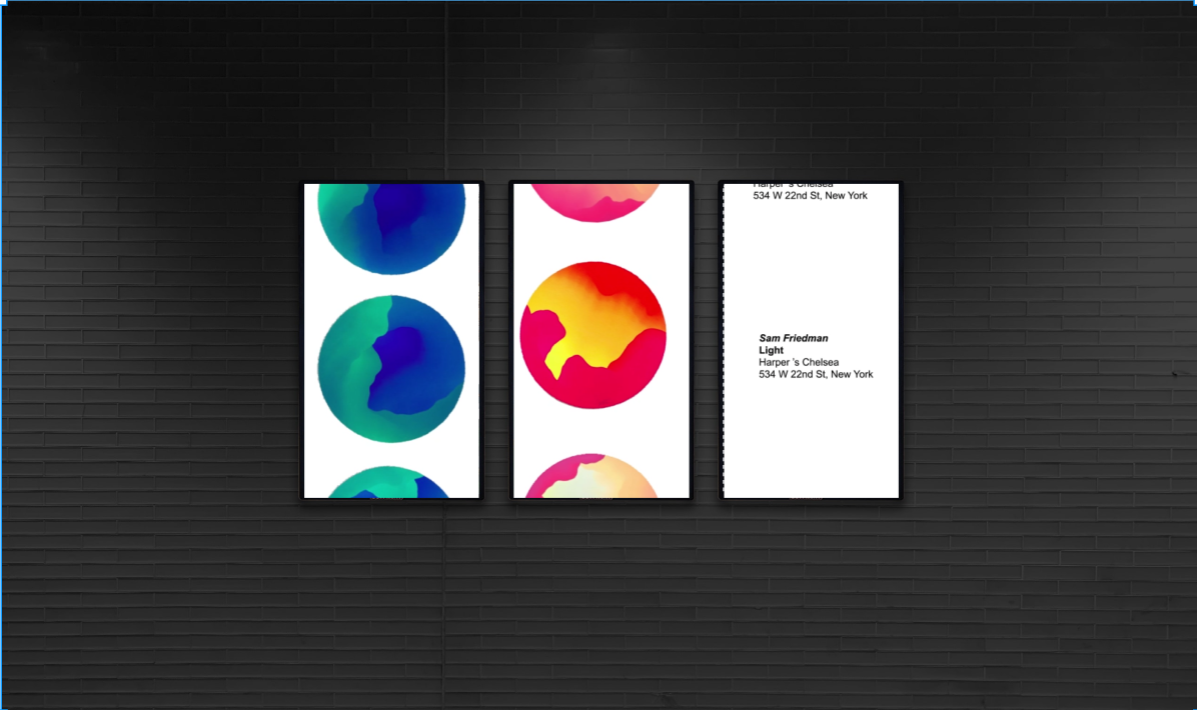 Harper 's Chelsea
534 W 22nd St, New York
Sam Friedman
Light
Harper 's Chelsea
534 W 22nd St, New York